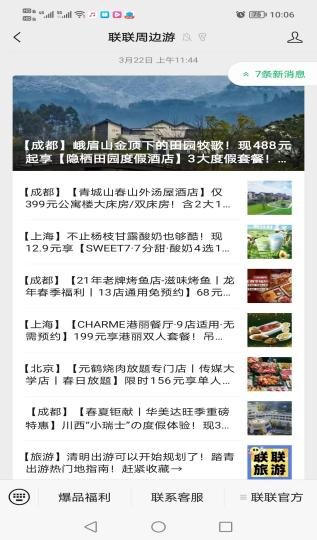 10:06
联联周边游
3月22日 上午11:44
7条新消息
【成都】峨眉山金顶下的田园牧歌！现488元
起享【隐栖田园度假酒店】3大度假套餐！...
【成都】【青城山春山外汤屋酒店】仅
399元公寓楼大床房/双床房！含2大1...
【上海】不止杨枝甘露酸奶也够酷！现
12.9元享【SWEET7·7分甜·酸奶4选1...
【成都】【21年老牌烤鱼店-滋味烤鱼丨龙
年春季福利丨13店通用免预约】68元...
【上海】【CHARME港丽餐厅·9店适用·无
需预约】199元享港丽双人套餐！吊...
【北京】【元鹤烧肉放题专门店丨传媒大
学店丨春日放题】限时156元享单人...
【成都】【春夏钜献丨华美达旺季重磅
特惠】川西“小瑞士”の度假体验！现3...
【旅游】清明出游可以开始规划了！踏青
出游热门地指南！赶紧收藏→
联联
旅游
爆品福利
联系客服
联联官方